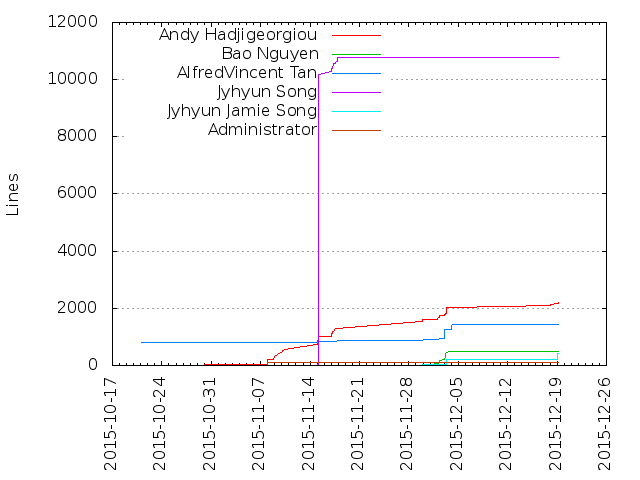 Lines
12000
10000
8000
6000
4000
2000
0
Andy Hadjigeorgiou
Bao Nguyen
AlfredVincent Tan
Jyhyun Song
Jyhyun Jamie Song
Administrator
2015-10-17
2015-10-24
2015-10-31
2015-11-07
2015-11-14
2015-11-21
2015-11-28
2015-12-05
2015-12-12
2015-12-19
2015-12-26